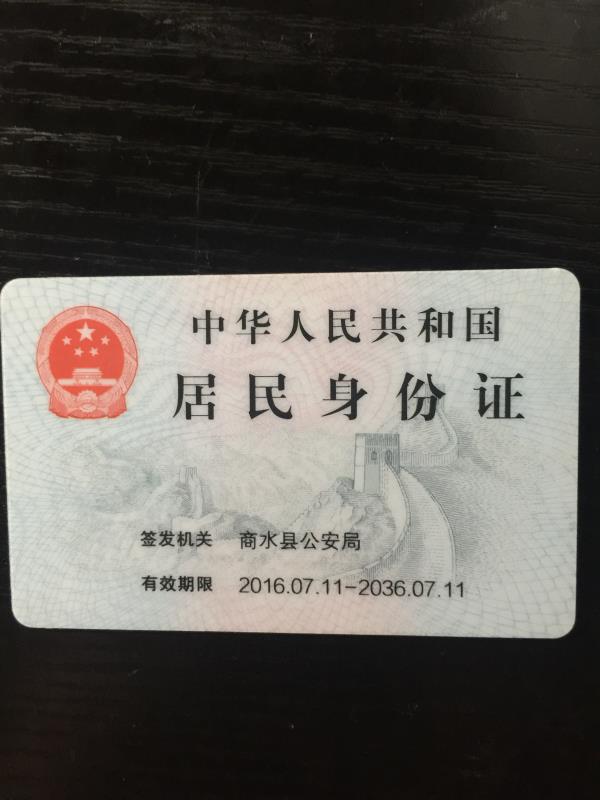 中华人民共和国
居民身份证
签发机关 商水县公安局
有效期限 2016.07.11-2036.07.11